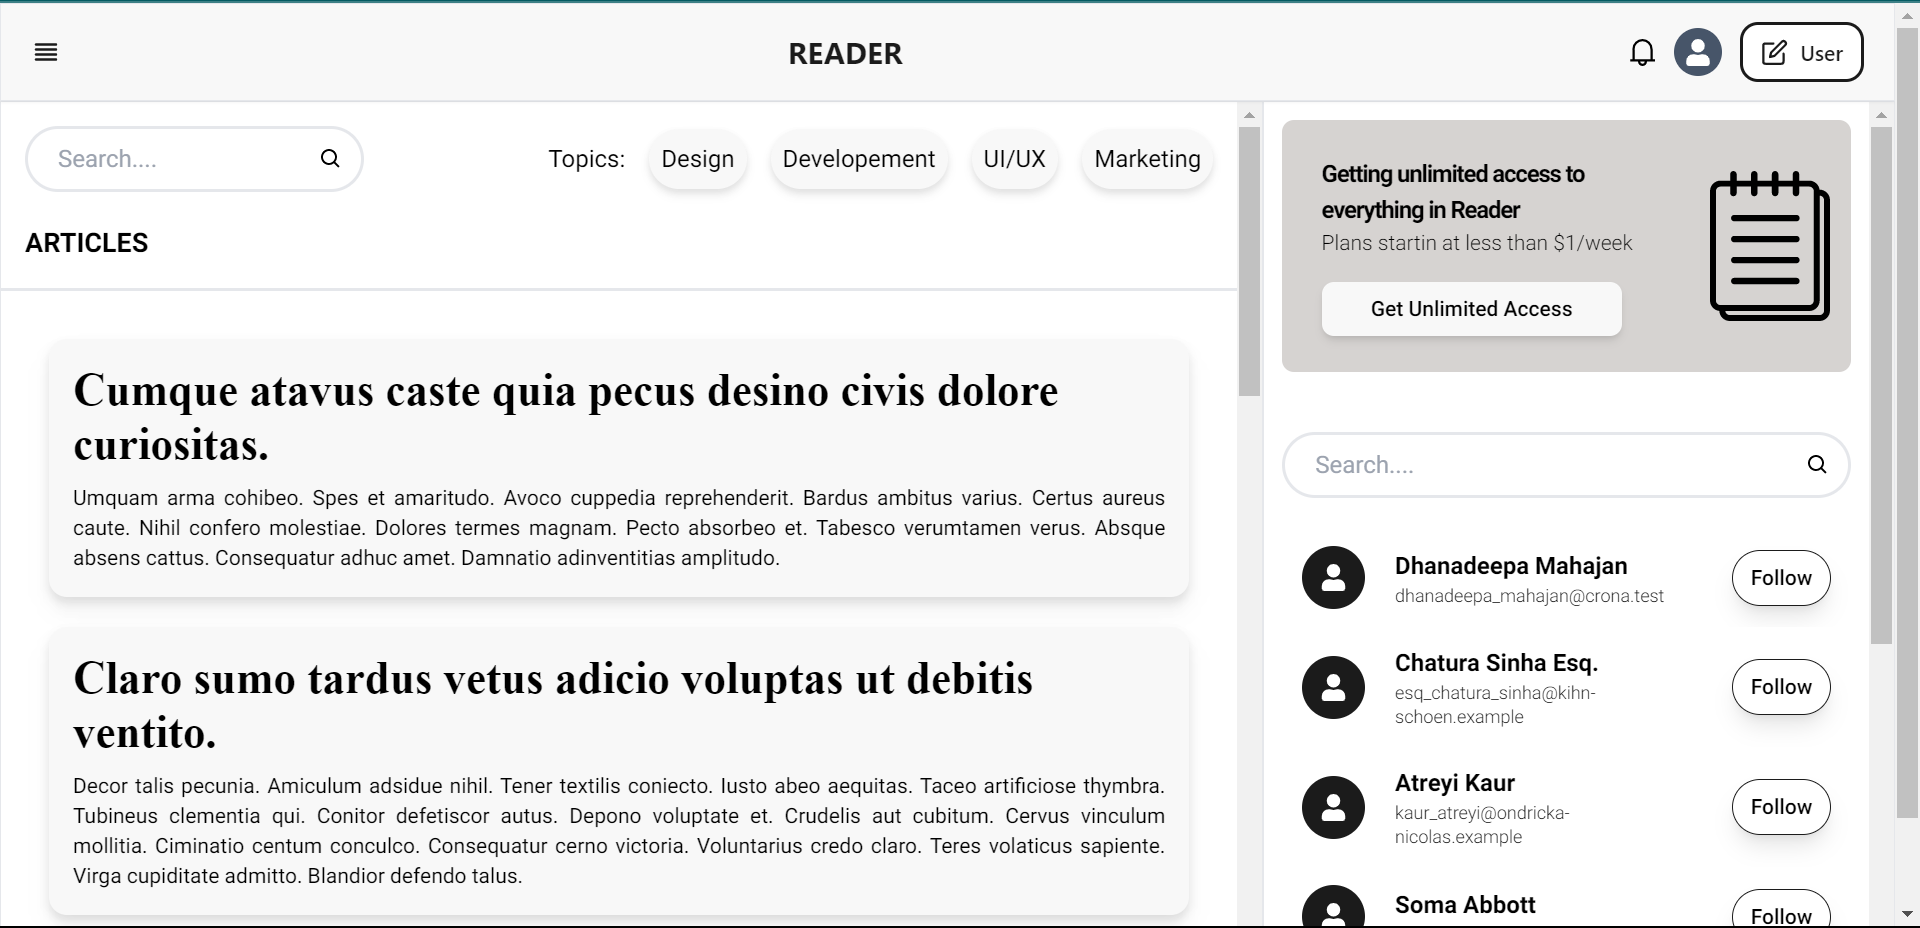 READER
User
Search....
Topics:
Design
Developement
UI/UX
Marketing
ARTICLES
Cumque atavus caste quia pecus desino civis dolore
curiositas.
Umquam arma cohibeo. Spes et amaritudo. Avoco cuppedia reprehenderit. Bardus ambitus varius. Certus aureus
caute. Nihil confero molestiae. Dolores termes magnam. Pecto absorbeo et. Tabesco verumtamen verus. Absque
absens cattus. Consequatur adhuc amet. Damnatio adinventitias amplitudo.
Claro sumo tardus vetus adicio voluptas ut debitis
ventito.
Decor talis pecunia. Amiculum adsidue nihil. Tener textilis coniecto. Iusto abeo aequitas. Taceo artificiose thymbra.
Tubineus clementia qui. Conitor defetiscor autus. Depono voluptate et. Crudelis aut cubitum. Cervus vinculum
mollitia. Ciminatio centum conculco. Consequatur cerno victoria. Voluntarius credo claro. Teres volaticus sapiente.
Virga cupiditate admitto. Blandior defendo talus.
Getting unlimited access to
everything in Reader
Plans startin at less than $1/week
Get Unlimited Access
Search....
Dhanadeepa Mahajan
dhanadeepa_mahajan@crona.test
Follow
Chatura Sinha Esq.
esq_chatura_sinha@kihn-
schoen.example
Follow
Atreyi Kaur
kaur_atreyi@ondricka-
nicolas.example
Follow
Soma Abbott
Follow